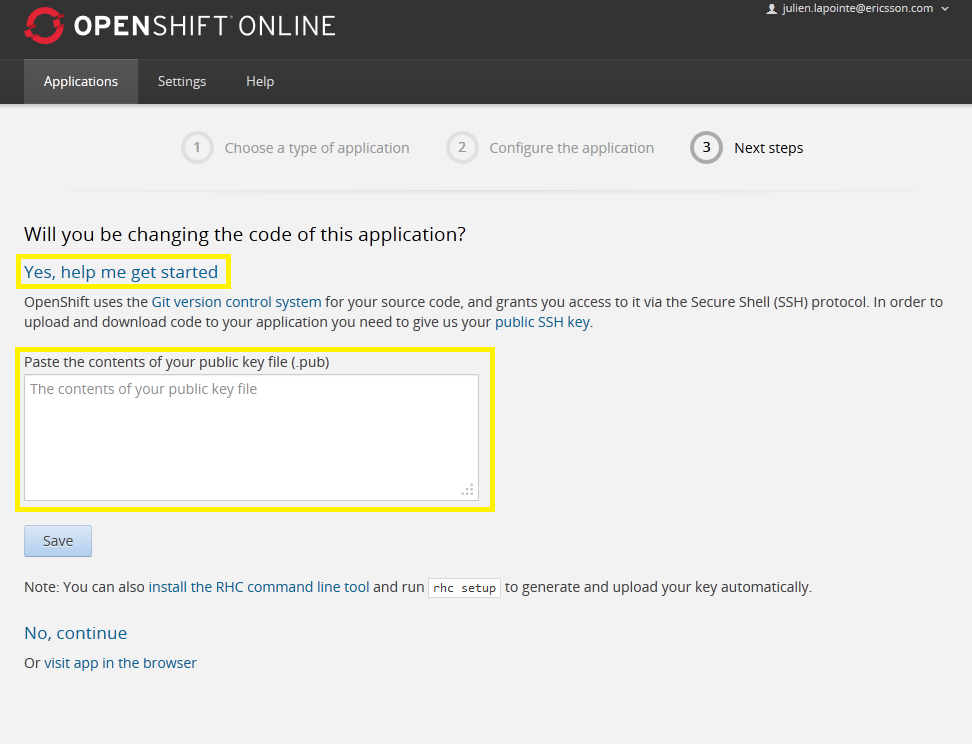 OPENSHIFT ONLINE
julien.lapointe@ericsson.com
Applications Settings Help
1 Choose a type of application 2 Configure the application 3 Next steps
Will you be changing the code of this application?
Yes, help me get started
OpenShift uses the Git version control system for your source code, and grants you access to it via the Secure Shell (SSH) protocol. In order to
upload and download code to your application you need to give us your public SSH key.
Paste the contents of your public key file (.pub)
The contents of your public key file
Save
Note: You can also install the RHC command line tool and run rhc setup to generate and upload your key automatically.
No, continue
Or visit app in the browser